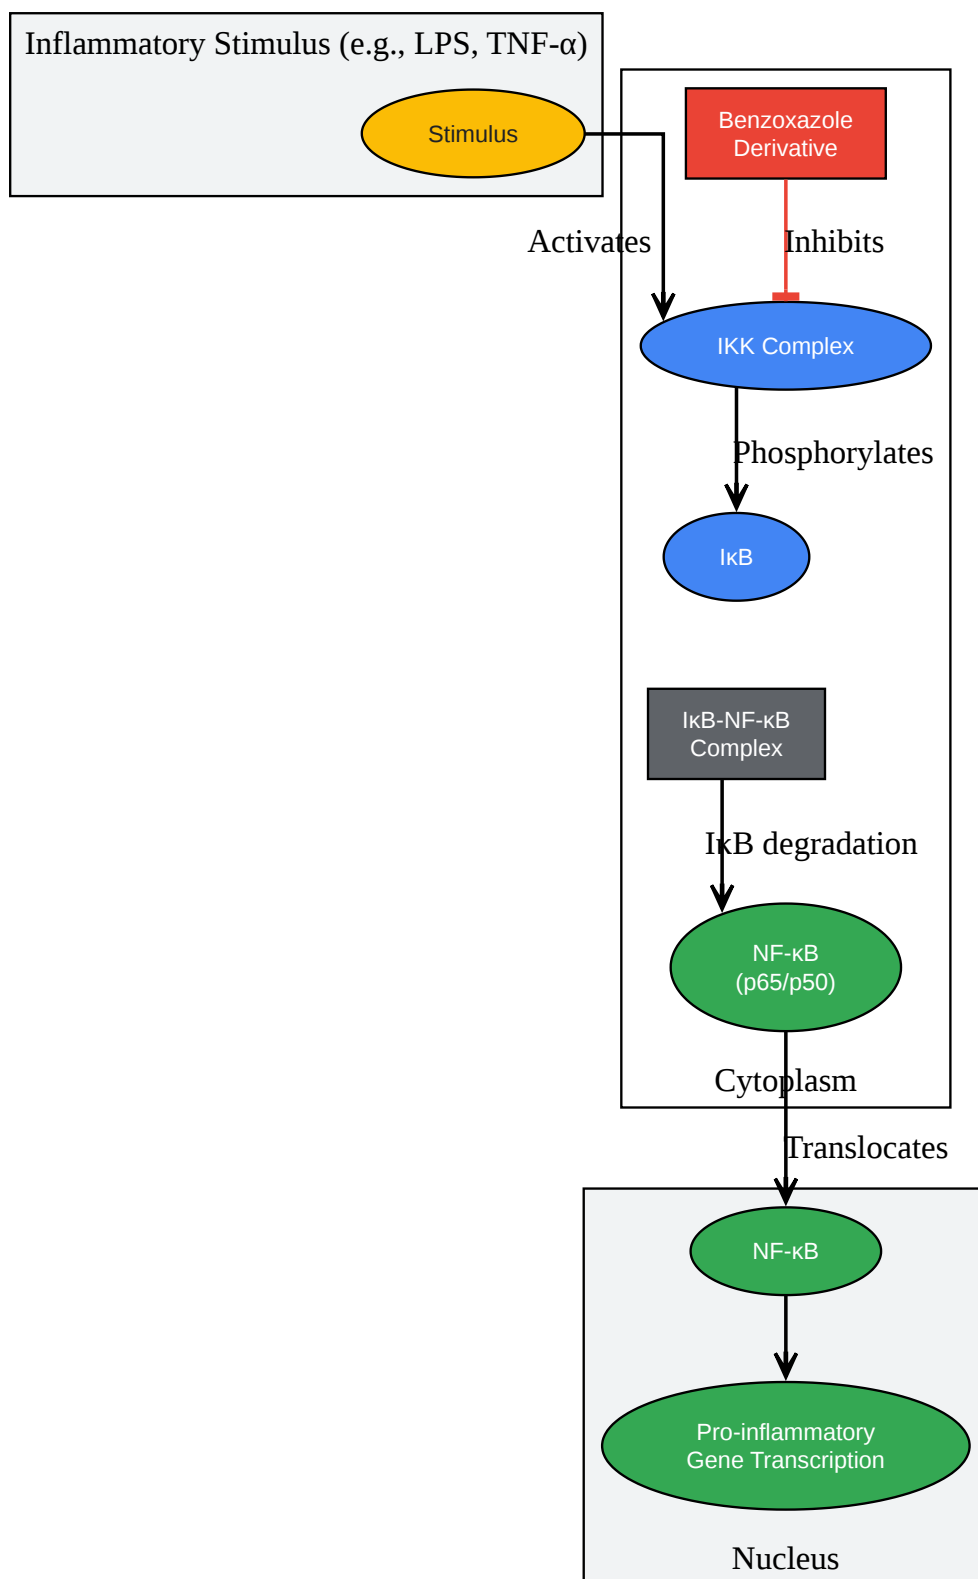 Inflammatory Stimulus (e.g., LPS, TNF-α)
Stimulus
Benzoxazole
Derivative
Activates
Inhibits
IKK Complex
Phosphorylates
IκB
IκB-NF-κB
Complex
IκB degradation
NF-κB
(p65/p50)
Cytoplasm
Translocates
NF-κB
Pro-inflammatory
Gene Transcription
Nucleus